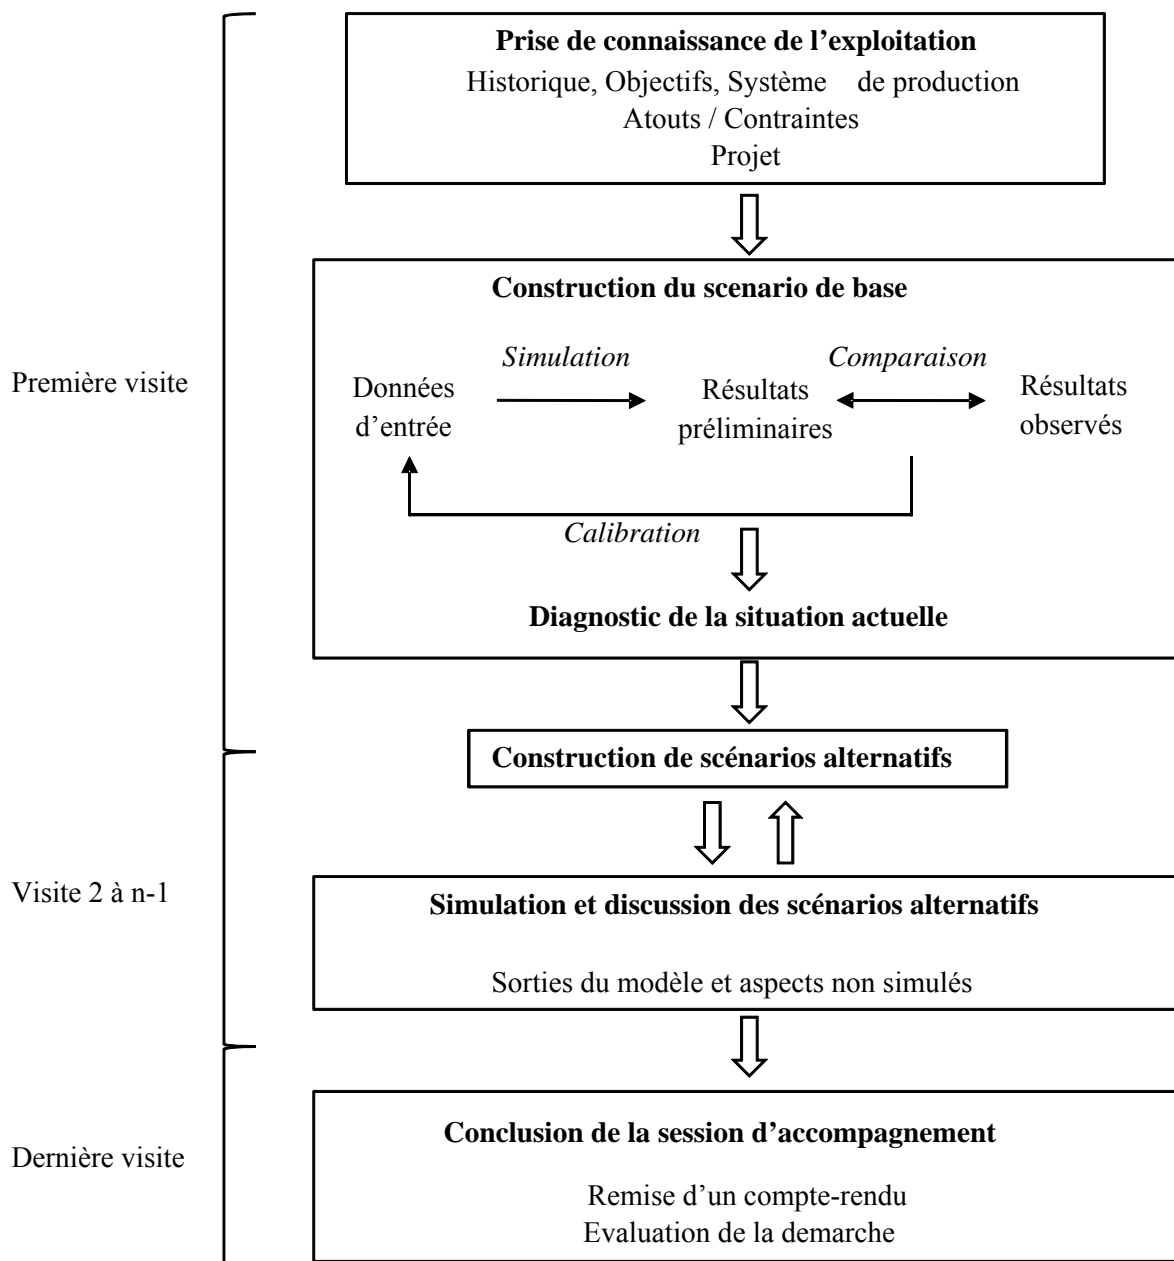 Prise de connaissance de l’exploitation
Historique, Objectifs, Système de production
Atouts / Contraintes
Projet
Première visite
Construction du scenario de base
Simulation
Comparaison
Données
d’entrée
Résultats
préliminaires
Résultats
observés
Calibration
Diagnostic de la situation actuelle
Construction de scénarios alternatifs
Visite 2 à n-1
Simulation et discussion des scénarios alternatifs
Sorties du modèle et aspects non simulés
Dernière visite
Conclusion de la session d’accompagnement
Remise d’un compte-rendu
Evaluation de la demarche